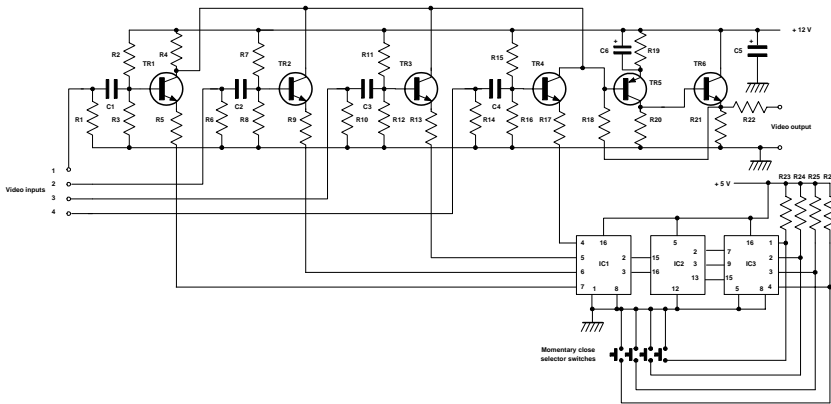 + 12 V
R2
R4
R7
R11
R15
C6
R19
C5
TR1
TR2
TR3
TR4
TR5
TR6
C1
C2
C3
C4
R1
R3
R5
R6
R8
R9
R10
R12
R13
R14
R16
R17
R18
R20
R21
R22
Video output
1
2
3
4
Video inputs
R23
R24
R25
+ 5 V
4
5
6
7
16
IC1
2
3
1
8
15
16
5
IC2
2
3
13
12
7
9
15
16
IC3
1
2
3
4
5
8
Momentary close
selector switches